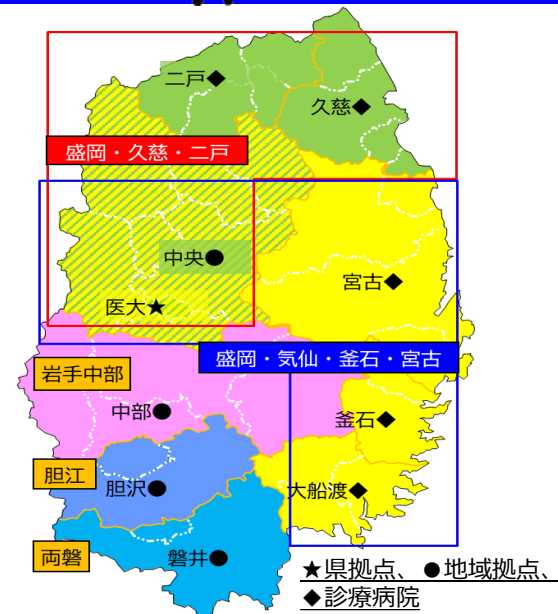 二戸◆
久慈◆
盛岡・久慈・二戸
中央●
宮古◆
医大★
盛岡・気仙・釜石・宮古
岩手中部
中部●
釜石◆
胆江
胆沢●
大船渡◆
両磐
磐井●
★県拠点、●地域拠点、
◆診療病院